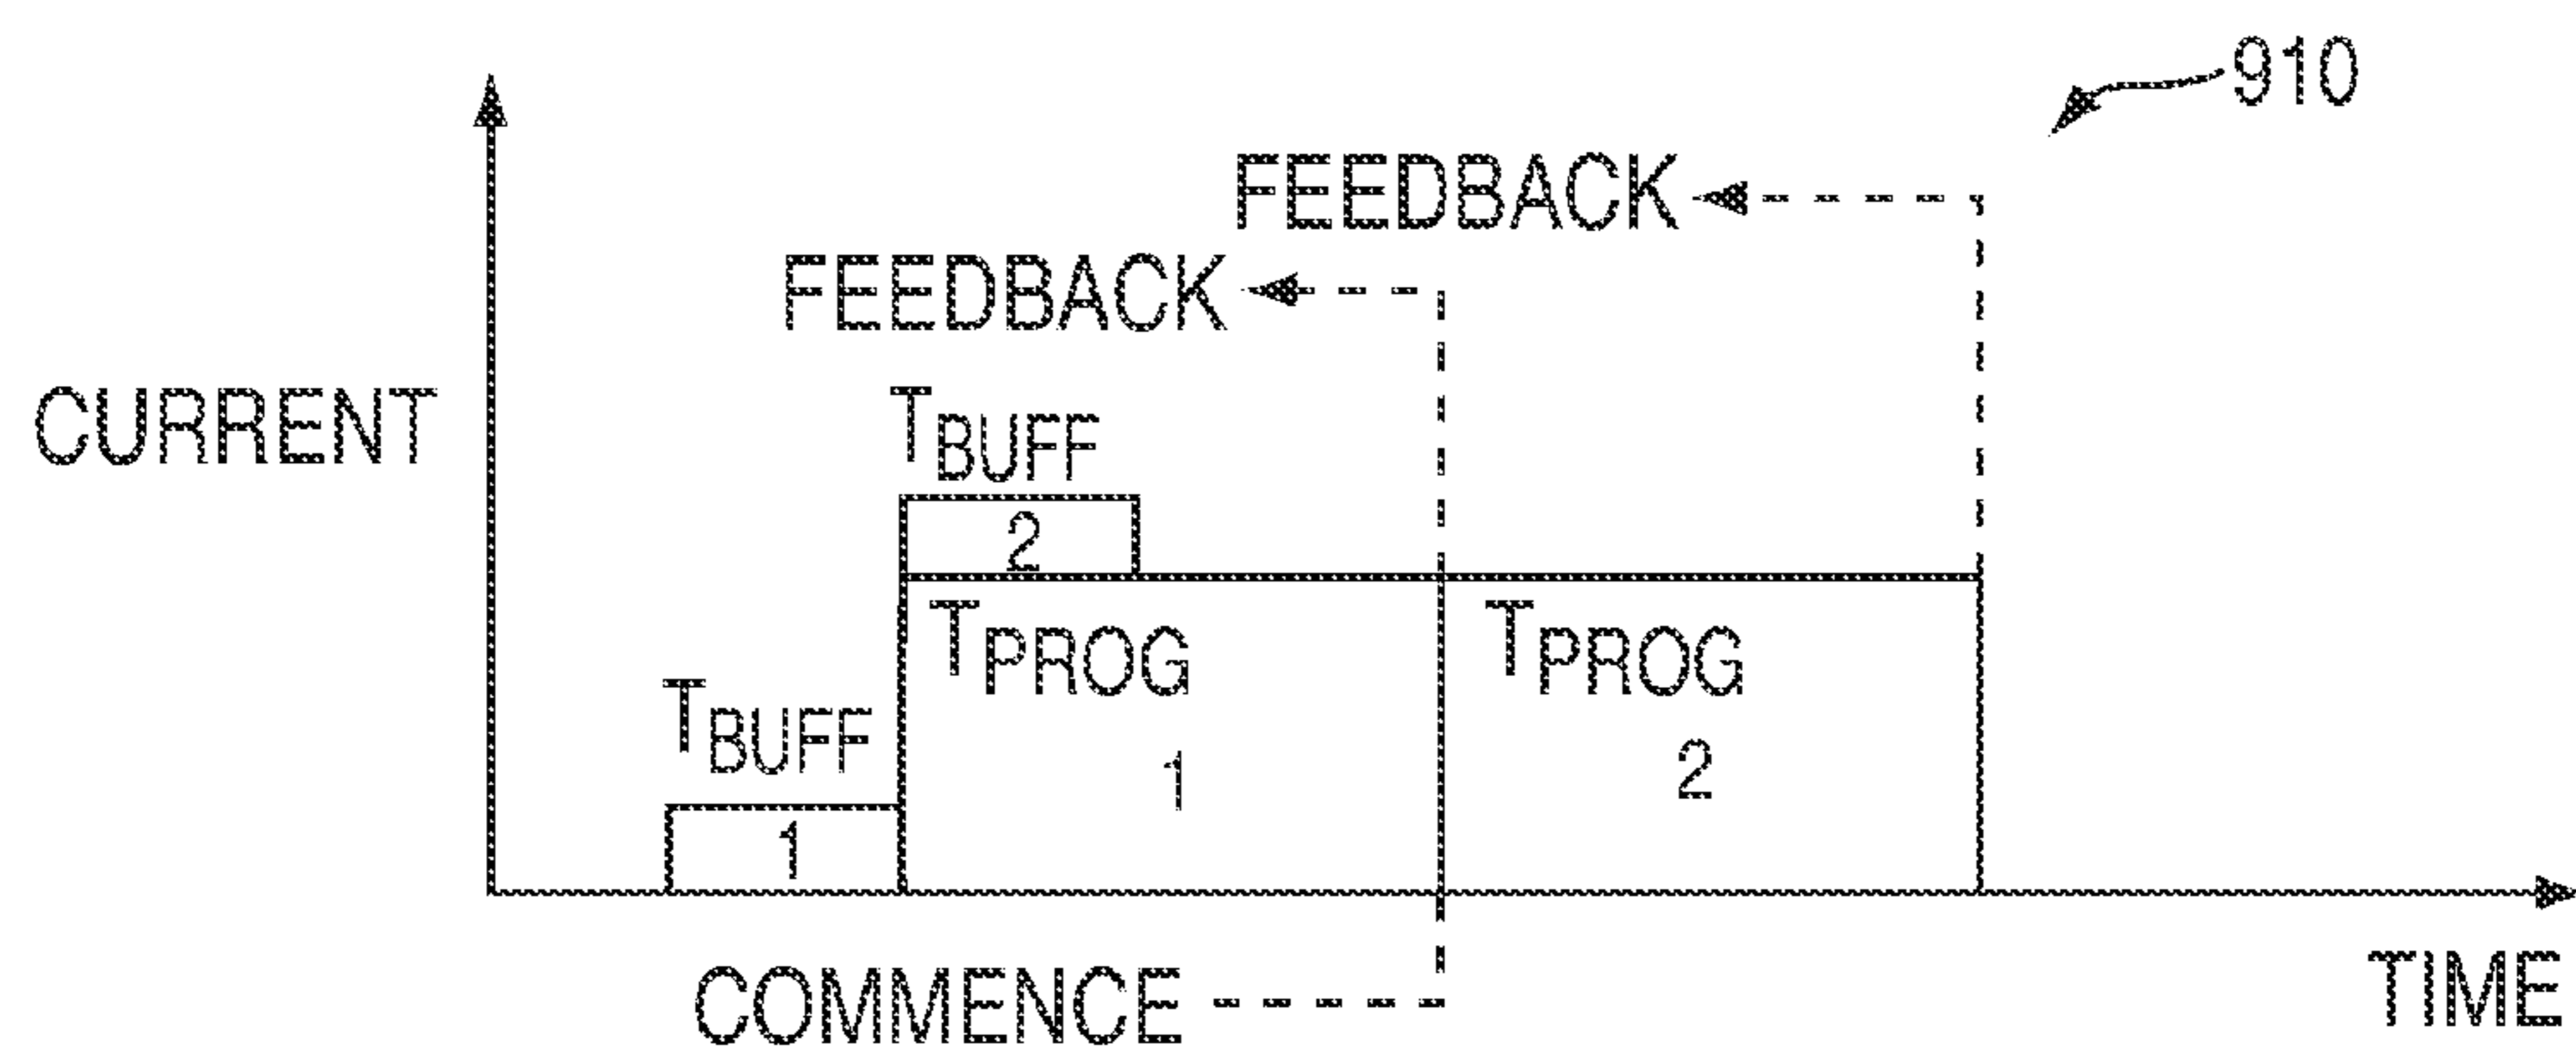 910
FEEDBACK
FEEDBACK
CURRENT
TBUFF
2
TPROG
TPROG
TBUFF
1
2
1
COMMENCE
TIME